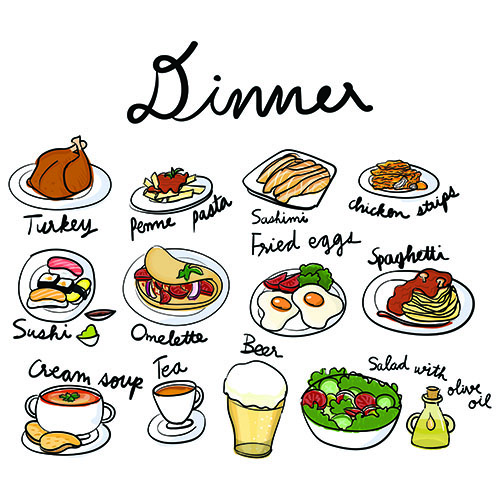 Dinner
Turkey
Penne pasta
Sashimi
chicken strips
Sushi
Omelette
Fried eggs
Spaghetti
Cream soup
Tea
Beer
Salad with
olive
oil